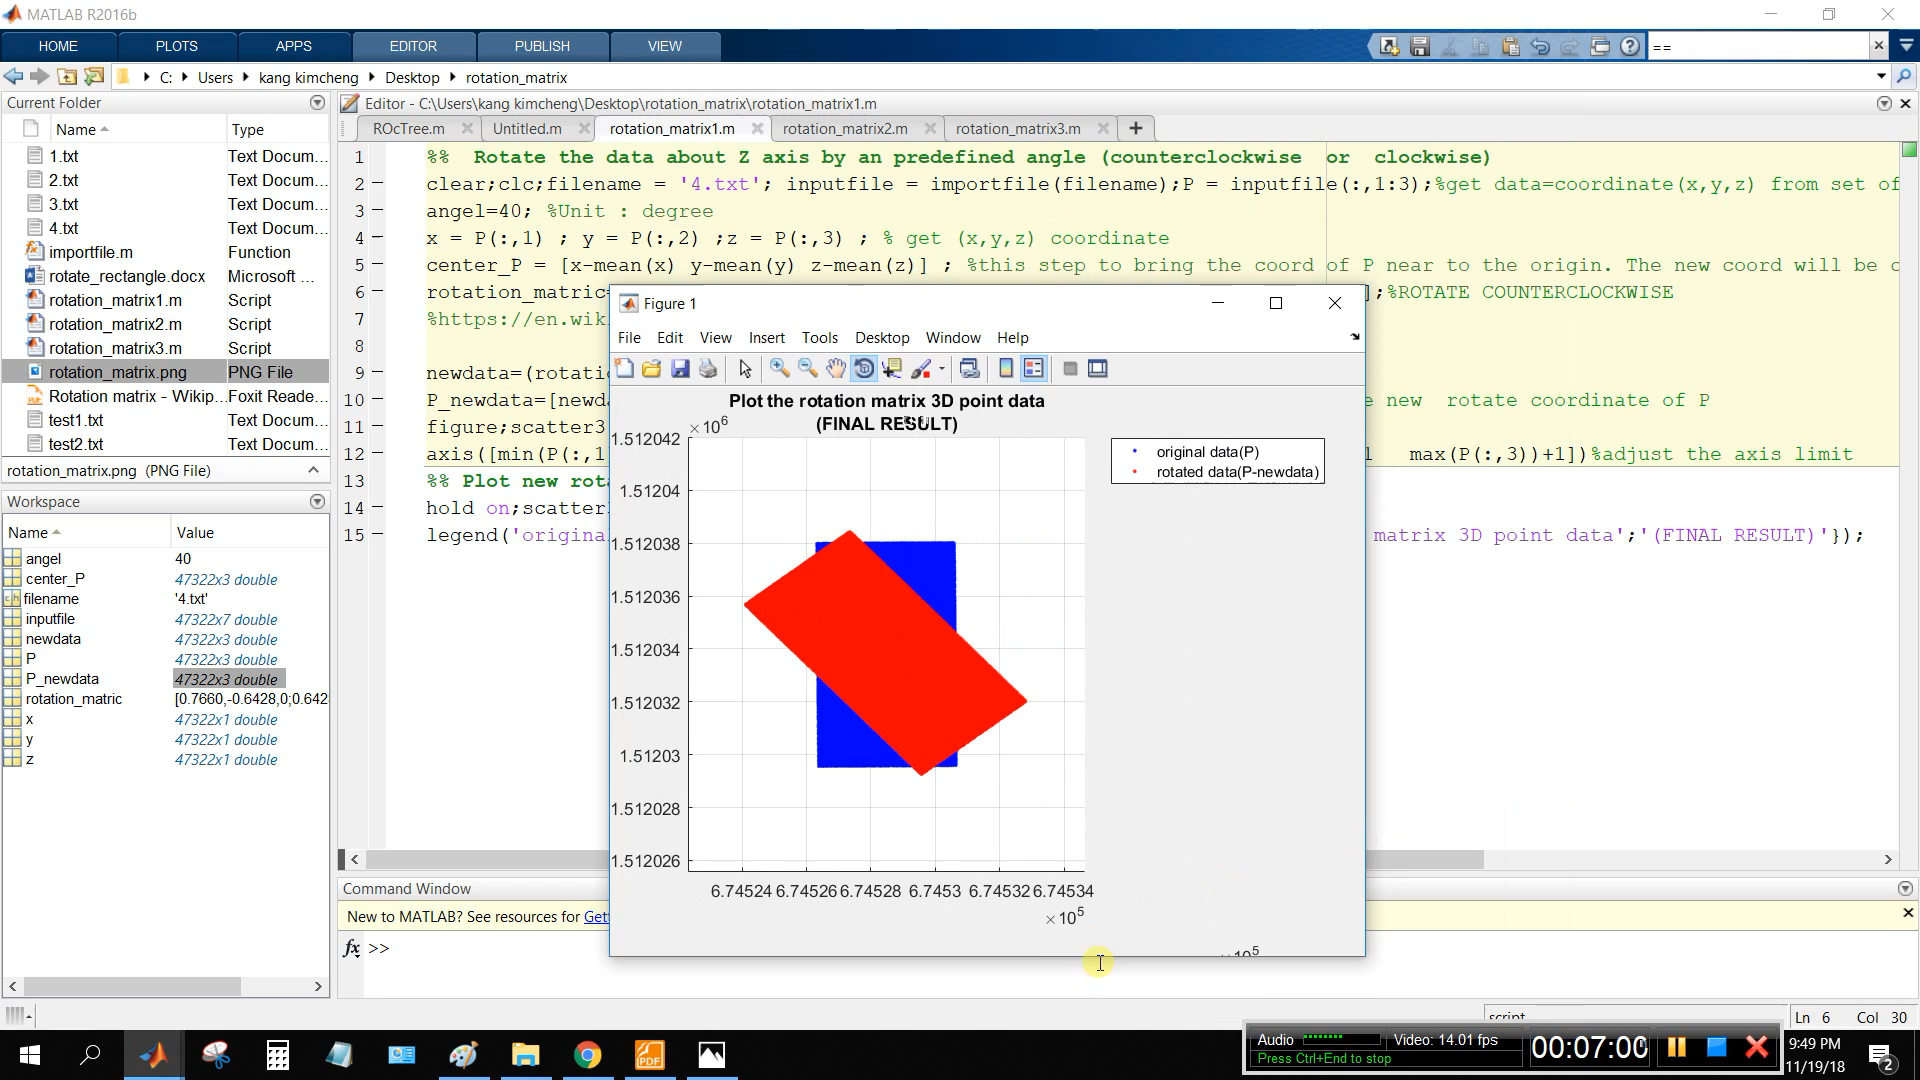 MATLAB R2016b
HOME PLOTS APPS EDITOR PUBLISH VIEW ==
C: Users kang kimcheng Desktop rotation_matrix
Current Folder
Name Type
1.txt Text Docum...
2.txt Text Docum...
3.txt Text Docum...
4.txt Text Docum...
importfile.m Function
rotate_rectangle.docx Microsoft ...
rotation_matrix1.m Script
rotation_matrix2.m Script
rotation_matrix3.m Script
rotation_matrix.png PNG File
Rotation matrix - Wikip... Foxit Reade...
test1.txt Text Docum...
test2.txt Text Docum...
rotation_matrix.png (PNG File)
Workspace
Name Value
angel 40
center_P 47322x3 double
filename '4.txt'
inputfile 47322x7 double
newdata 47322x3 double
P 47322x3 double
P_newdata 47322x3 double
rotation_matric [0.7660,-0.6428,0;0.642
x 47322x1 double
y 47322x1 double
z 47322x1 double
Editor - C:\Users\kang kimcheng\Desktop\rotation_matrix\rotation_matrix1.m
ROcTree.m Untitled.m rotation_matrix1.m rotation_matrix2.m rotation_matrix3.m
1 %% Rotate the data about Z axis by an predefined angle (counterclockwise or clockwise)
2 clear;clc;filename = '4.txt'; inputfile = importfile(filename);P = inputfile(:,1:3);%get data=coordinate(x,y,z) from set of
3 angel=40; %Unit : degree
4 x = P(:,1) ; y = P(:,2) ;z = P(:,3) ; % get (x,y,z) coordinate
5 center_P = [x-mean(x) y-mean(y) z-mean(z)] ; %this step to bring the coord of P near to the origin. The new coord will be c
6 rotation_matric= ];%ROTATE COUNTERCLOCKWISE
7 %https://en.wik
8
9 newdata=(rotatio
10 P_newdata=[newd e new rotate coordinate of P
11 figure;scatter3
12 axis([min(P(:,1 l max(P(:,3))+1])%adjust the axis limit
13 %% Plot new rot
14 hold on;scatter
15 legend('origina matrix 3D point data';'(FINAL RESULT)'});
Figure 1
File Edit View Insert Tools Desktop Window Help
Plot the rotation matrix 3D point data
(FINAL RESULT)
×10⁶
1.512042
1.51204
1.512038
1.512036
1.512034
1.512032
1.51203
1.512028
1.512026
6.74524 6.74526 6.74528 6.7453 6.74532 6.74534
×10⁵
original data(P)
rotated data(P-newdata)
Command Window
New to MATLAB? See resources for Get
fx >>
script
Ln 6 Col 30
Audio Video: 14.01 fps
Press Ctrl+End to stop
00:07:00
9:49 PM
11/19/18
2